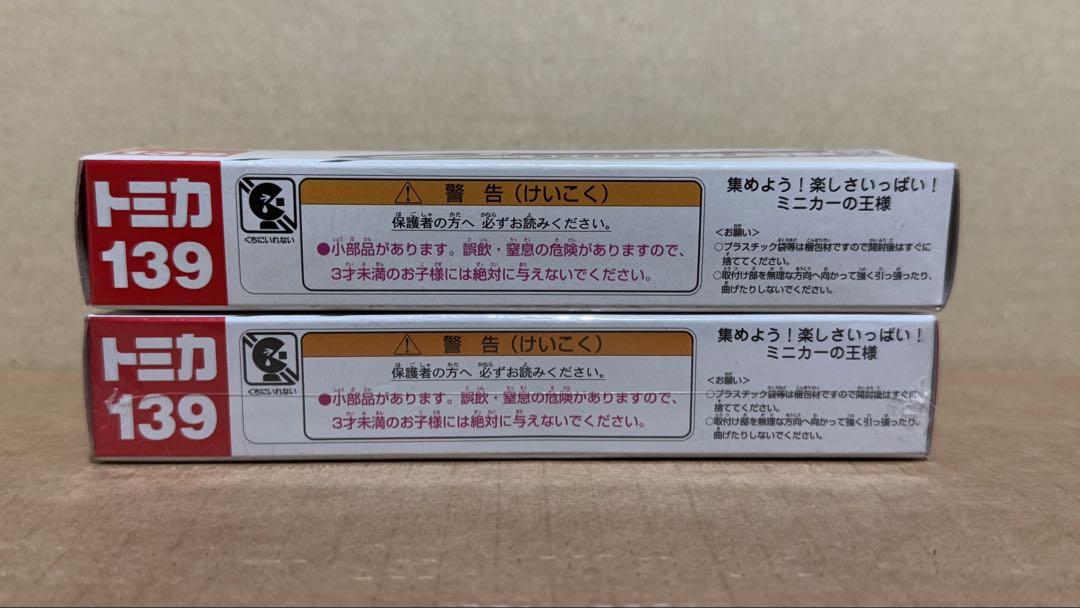 トミカ
139
くちにいれない
警告(けいこく)
保護者の方へ 必ずお読みください。
●小部品があります。誤飲・窒息の危険がありますので、
3才未満のお子様には絶対に与えないでください。
集めよう!楽しさいっぱい!
ミニカーの王様
<お願い>
○プラスチック袋等は梱包材ですので開封後はすぐに
捨ててください。
○取付け部を無理な方向へ向かって強く引っ張ったり、
曲げたりしないでください。
トミカ
139
くちにいれない
警告(けいこく)
保護者の方へ 必ずお読みください。
●小部品があります。誤飲・窒息の危険がありますので、
3才未満のお子様には絶対に与えないでください。
集めよう!楽しさいっぱい!
ミニカーの王様
<お願い>
○プラスチック袋等は梱包材ですので開封後はすぐに
捨ててください。
○取付け部を無理な方向へ向かって強く引っ張ったり、
曲げたりしないでください。